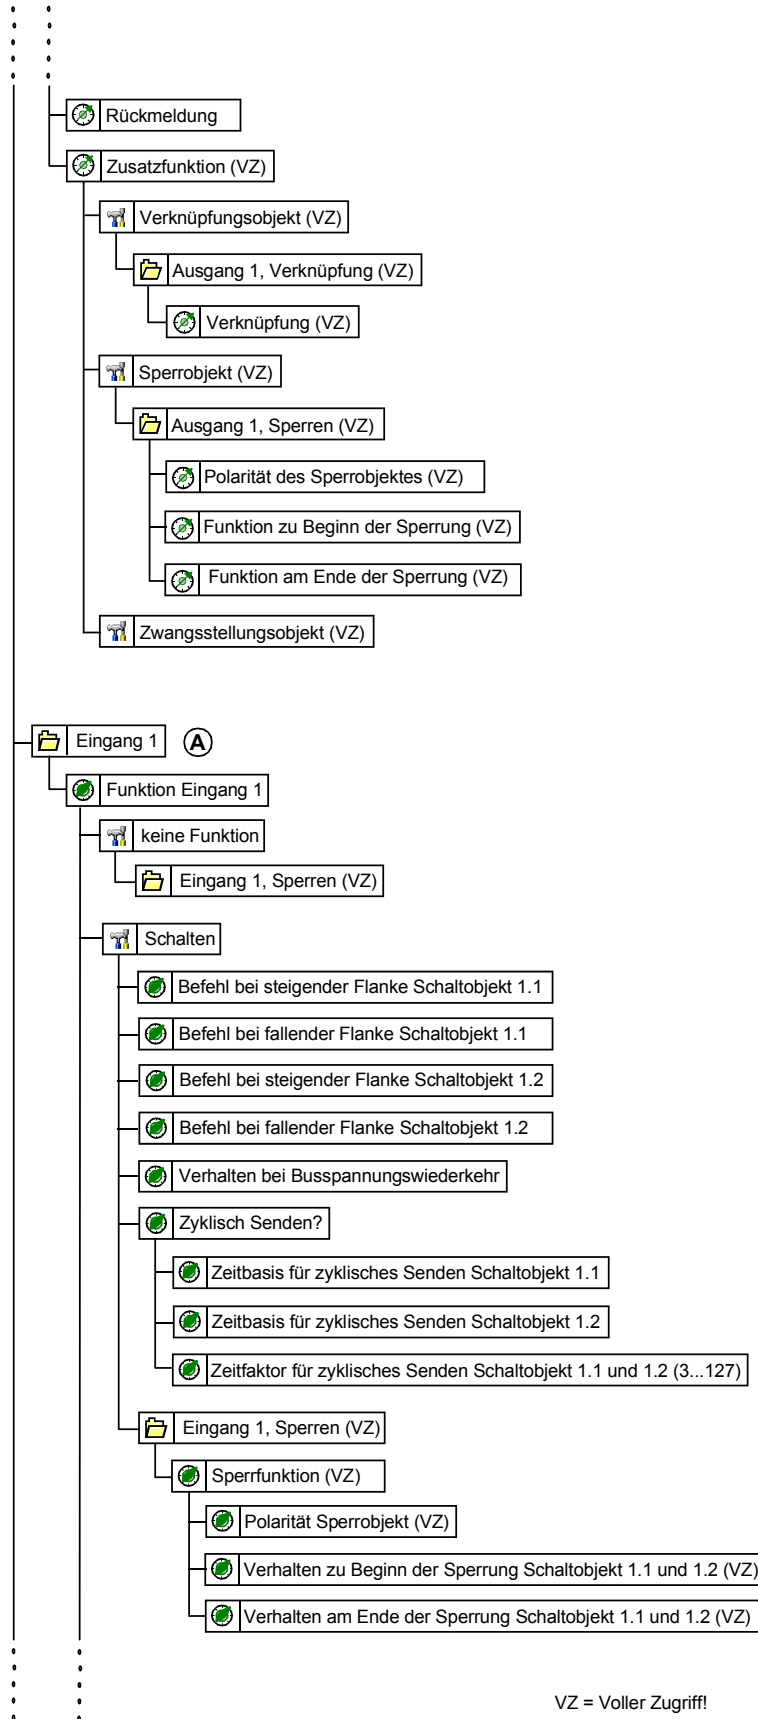 Rückmeldung
Zusatzfunktion (VZ)
Verknüpfungsobjekt (VZ)
Ausgang 1, Verknüpfung (VZ)
Verknüpfung (VZ)
Sperrobjekt (VZ)
Ausgang 1, Sperren (VZ)
Polarität des Sperrobjektes (VZ)
Funktion zu Beginn der Sperrung (VZ)
Funktion am Ende der Sperrung (VZ)
Zwangsstellungsobjekt (VZ)
Eingang 1 A
Funktion Eingang 1
keine Funktion
Eingang 1, Sperren (VZ)
Schalten
Befehl bei steigender Flanke Schaltobjekt 1.1
Befehl bei fallender Flanke Schaltobjekt 1.1
Befehl bei steigender Flanke Schaltobjekt 1.2
Befehl bei fallender Flanke Schaltobjekt 1.2
Verhalten bei Busspannungswiederkehr
Zyklisch Senden?
Zeitbasis für zyklisches Senden Schaltobjekt 1.1
Zeitbasis für zyklisches Senden Schaltobjekt 1.2
Zeitfaktor für zyklisches Senden Schaltobjekt 1.1 und 1.2 (3...127)
Eingang 1, Sperren (VZ)
Sperrfunktion (VZ)
Polarität Sperrobjekt (VZ)
Verhalten zu Beginn der Sperrung Schaltobjekt 1.1 und 1.2 (VZ)
Verhalten am Ende der Sperrung Schaltobjekt 1.1 und 1.2 (VZ)
VZ = Voller Zugriff!